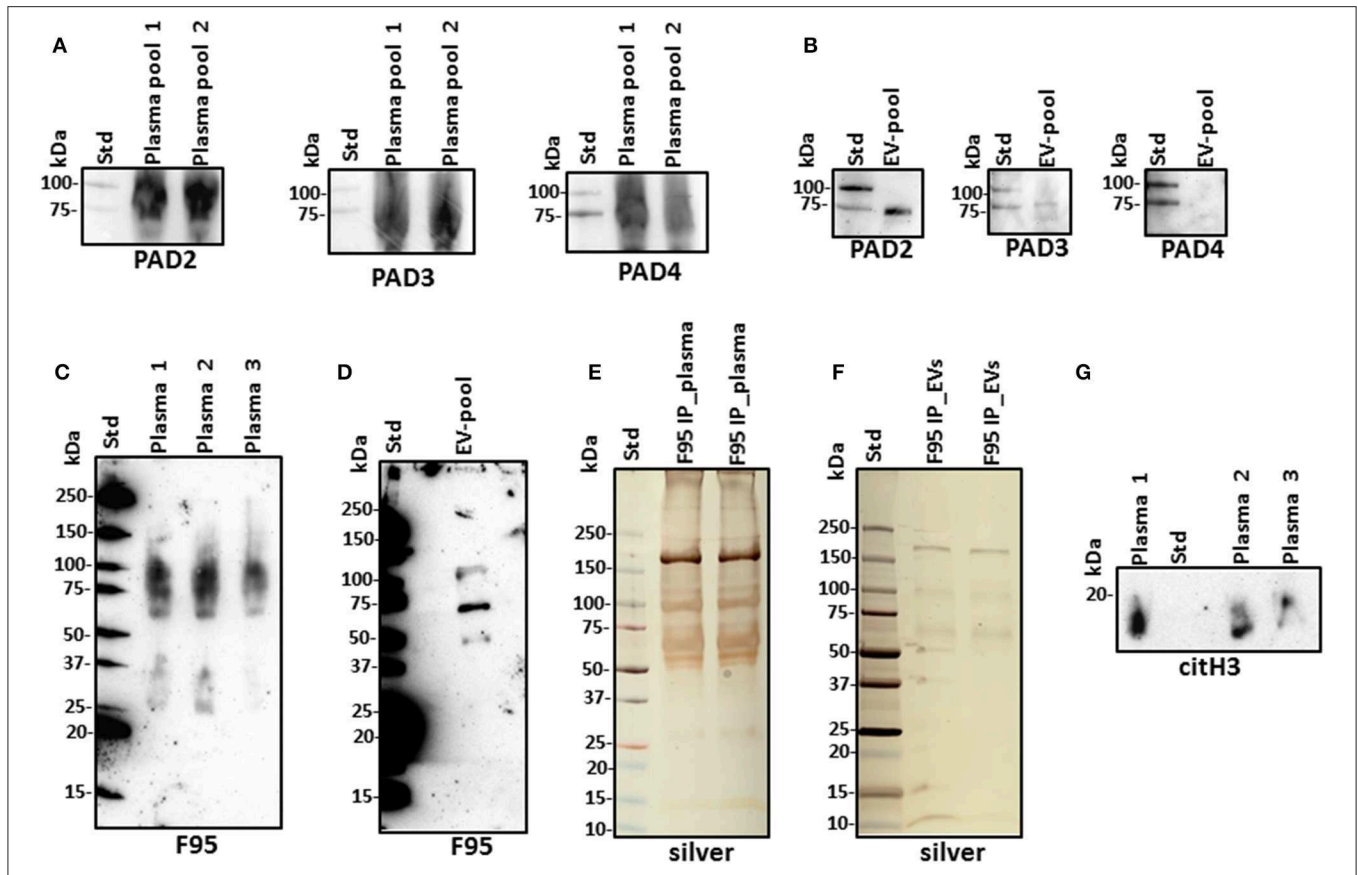 A
kDa
Std
Plasma pool 1
Plasma pool 2
100-
75-
PAD2
kDa
Std
Plasma pool 1
Plasma pool 2
100-
75-
PAD3
kDa
Std
Plasma pool 1
Plasma pool 2
100-
75-
PAD4
B
kDa
Std
EV-pool
100-
75-
PAD2
kDa
Std
EV-pool
100-
75-
PAD3
kDa
Std
EV-pool
100-
75-
PAD4
C
kDa
Std
Plasma 1
Plasma 2
Plasma 3
250-
150-
100-
75-
50-
37-
25-
20-
15-
F95
D
kDa
Std
EV-pool
250-
150-
100-
75-
50-
37-
25-
20-
15-
F95
E
kDa
Std
F95 IP_plasma
F95 IP_plasma
250-
150-
100-
75-
50-
37-
25-
20-
15-
10-
silver
F
kDa
Std
F95 IP_EVs
F95 IP_EVs
250-
150-
100-
75-
50-
37-
25-
20-
15-
10-
silver
G
kDa
Plasma 1
Std
Plasma 2
Plasma 3
20-
citH3